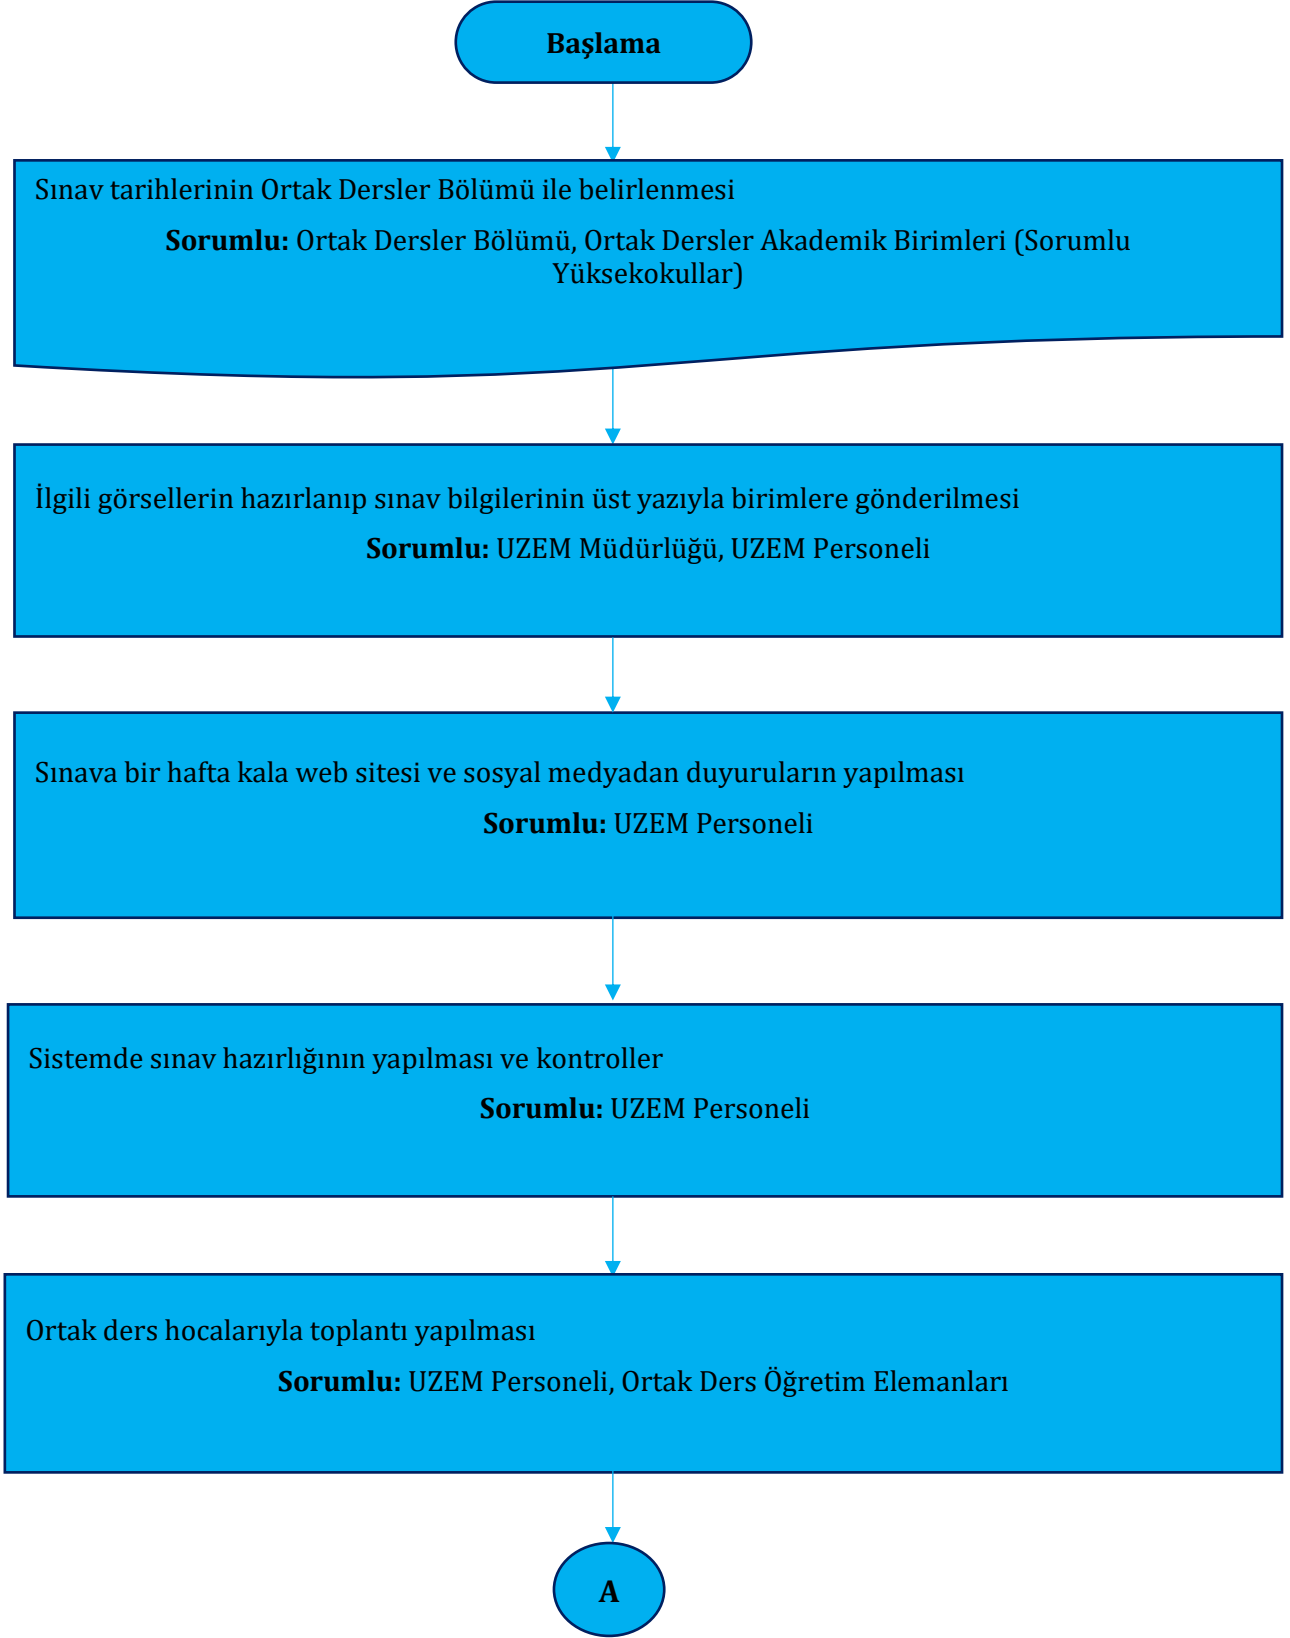 Başlama
Sınav tarihlerinin Ortak Dersler Bölümü ile belirlenmesi
Sorumlu: Ortak Dersler Bölümü, Ortak Dersler Akademik Birimleri (Sorumlu
Yüksekokullar)
İlgili görsellerin hazırlanıp sınav bilgilerinin üst yazıyla birimlere gönderilmesi
Sorumlu: UZEM Müdürlüğü, UZEM Personeli
Sınava bir hafta kala web sitesi ve sosyal medyadan duyuruların yapılması
Sorumlu: UZEM Personeli
Sistemde sınav hazırlığının yapılması ve kontroller
Sorumlu: UZEM Personeli
Ortak ders hocalarıyla toplantı yapılması
Sorumlu: UZEM Personeli, Ortak Ders Öğretim Elemanları
A